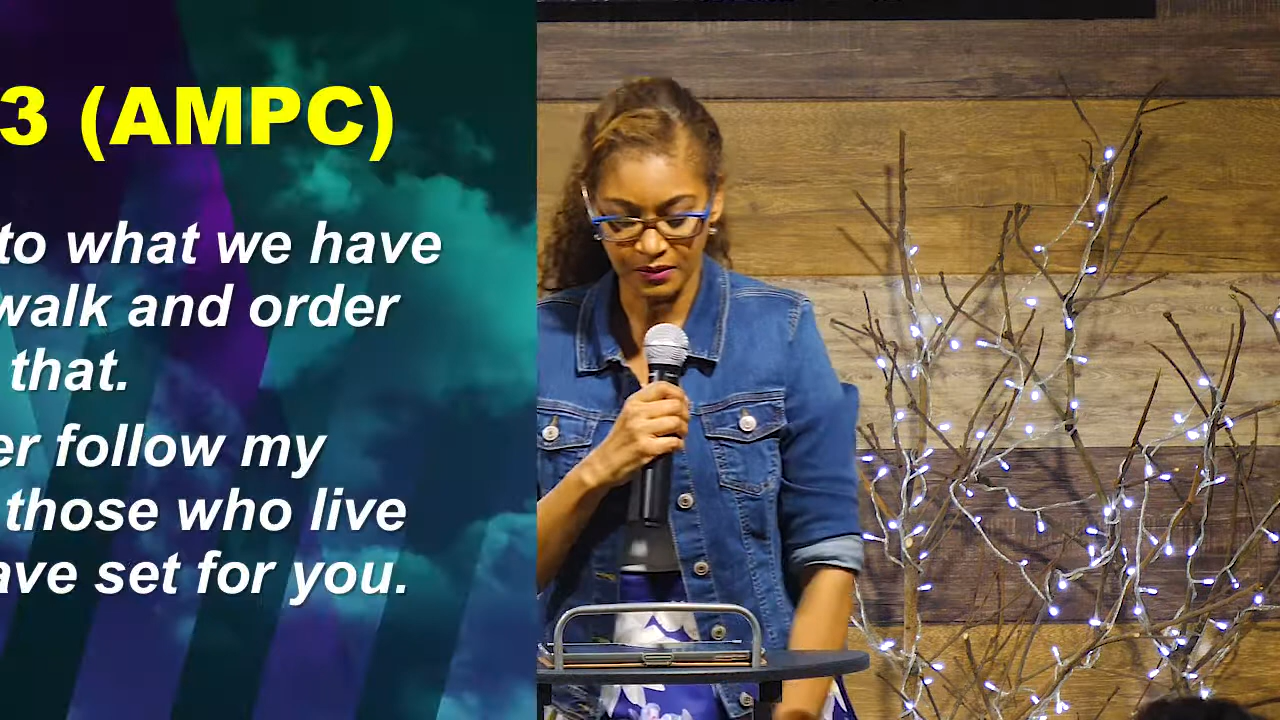 3 (AMPC)
to what we have
walk and order
that.
er follow my
those who live
ave set for you.